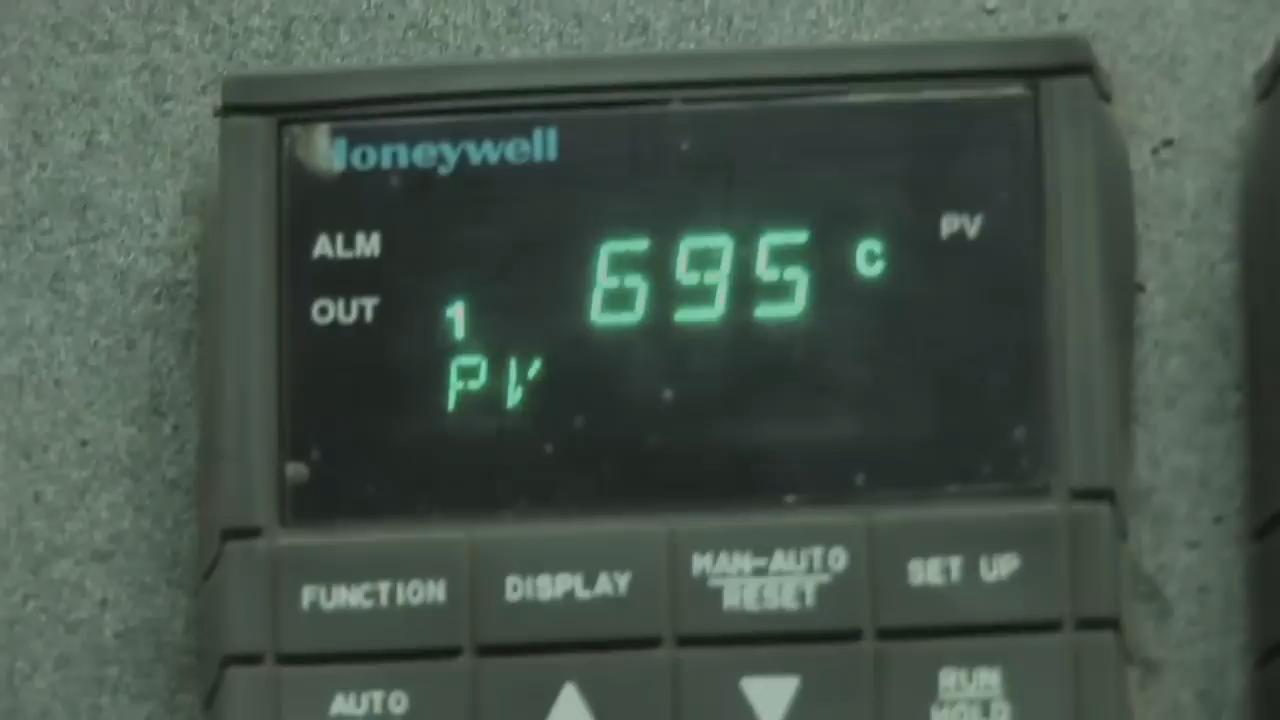 Honeywell
ALM
695 C
PV
OUT
1
PV
FUNCTION
DISPLAY
MAN-AUTO
RESET
SET UP
AUTO
RUN
HOLD